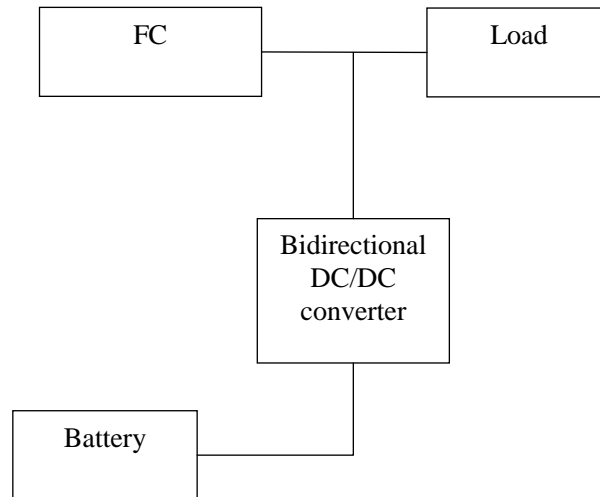 FC
Load
Bidirectional
DC/DC
converter
Battery